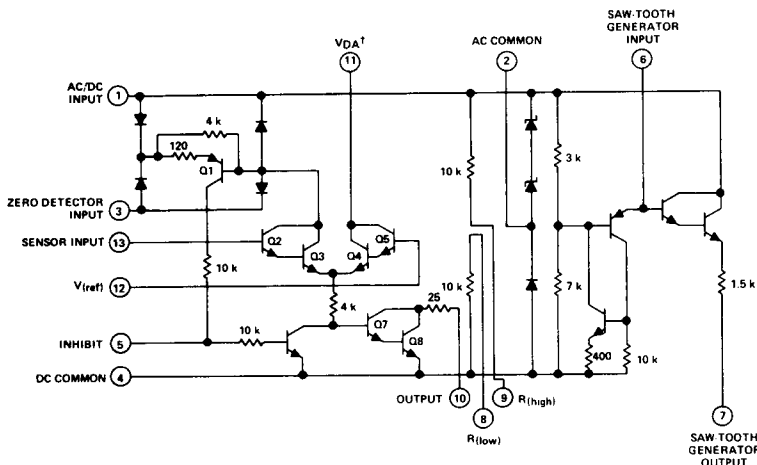 SAW-TOOTH
GENERATOR
INPUT
6
VDA†
11
AC COMMON
2
AC/DC
INPUT
1
4 k
120
Q1
10 k
3 k
ZERO DETECTOR
INPUT
3
SENSOR INPUT
13
Q2
Q3
Q4
Q5
V(ref)
12
10 k
4 k
10 k
7 k
1.5 k
25
INHIBIT
5
10 k
Q7
Q8
400
10 k
DC COMMON
4
OUTPUT
10
9
R(high)
8
R(low)
7
SAW-TOOTH
GENERATOR
OUTPUT